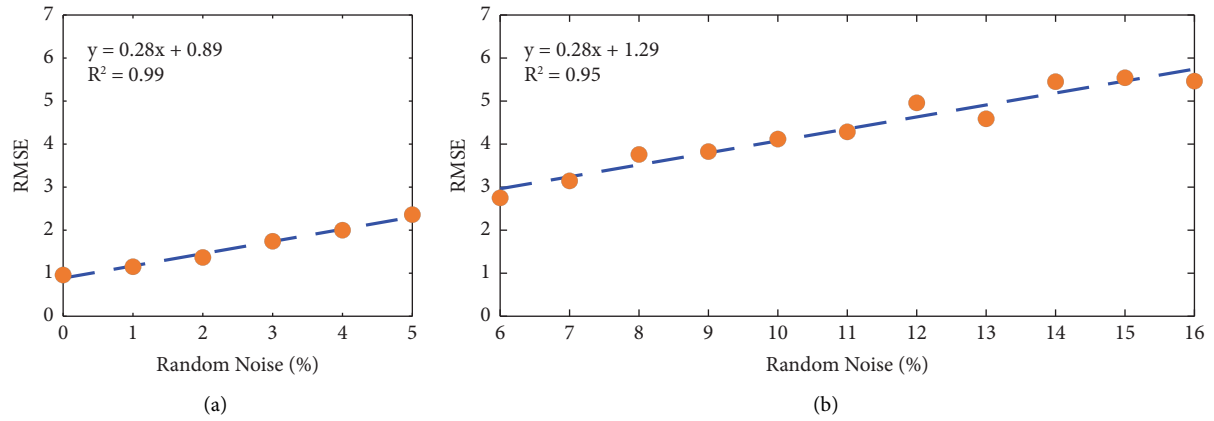 y = 0.28x + 0.89
R² = 0.99
7
6
5
4
3
2
1
0
RMSE
0 1 2 3 4 5
Random Noise (%)
(a)
y = 0.28x + 1.29
R² = 0.95
7
6
5
4
3
2
1
0
RMSE
6 7 8 9 10 11 12 13 14 15 16
Random Noise (%)
(b)